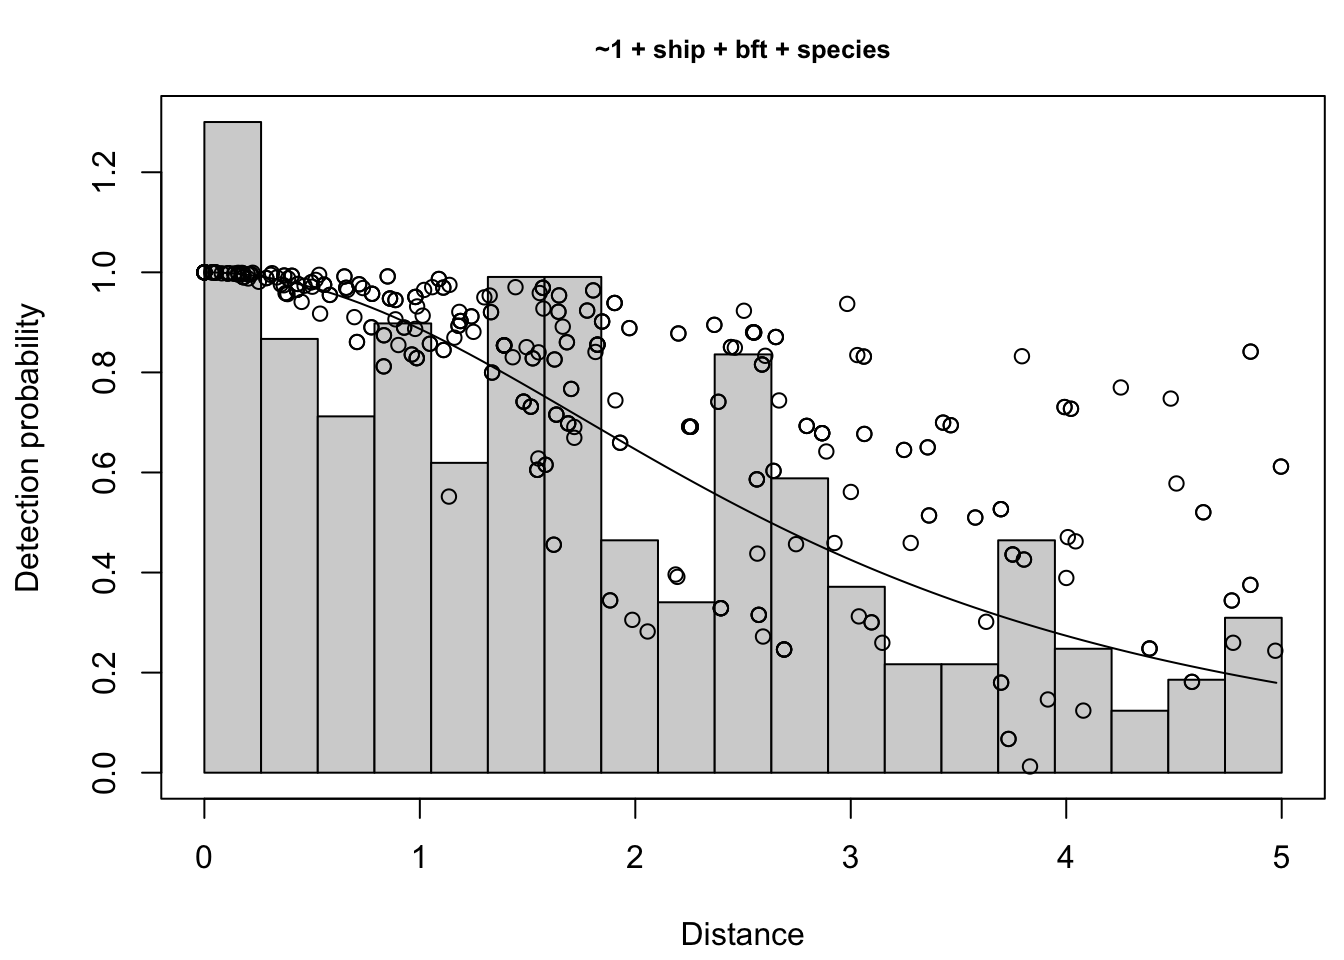 ~1 + ship + bft + species
Detection probability
1.2
1.0
0.8
0.6
0.4
0.2
0.0
0 1 2 3 4 5
Distance